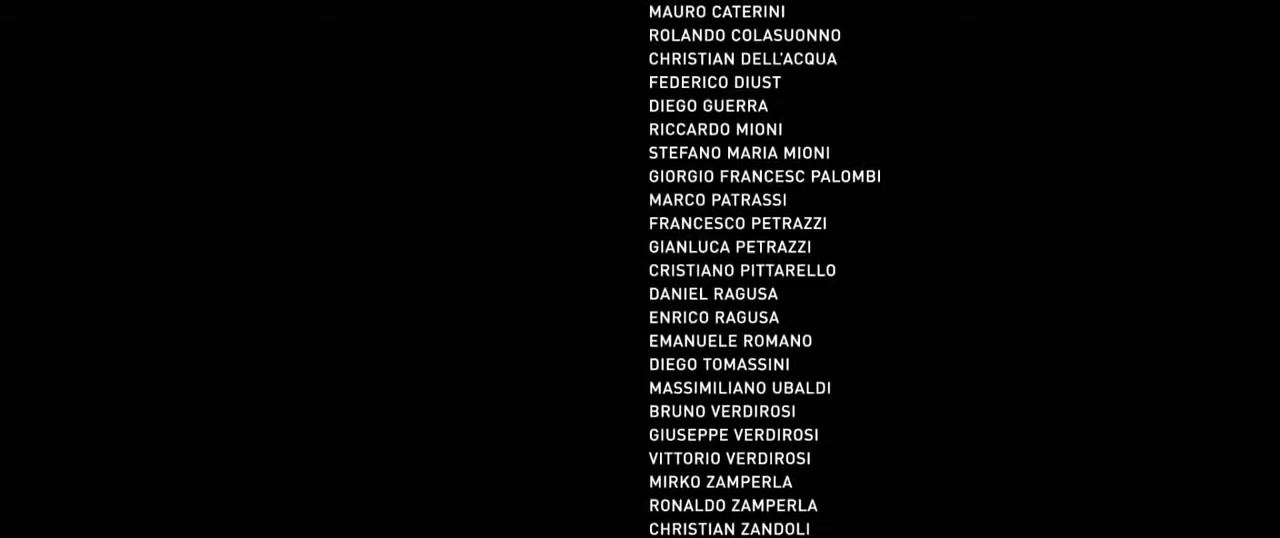 MAURO CATERINI
ROLANDO COLASUONNO
CHRISTIAN DELL'ACQUA
FEDERICO DIUST
DIEGO GUERRA
RICCARDO MIONI
STEFANO MARIA MIONI
GIORGIO FRANCESC PALOMBI
MARCO PATRASSI
FRANCESCO PETRAZZI
GIANLUCA PETRAZZI
CRISTIANO PITTARELLO
DANIEL RAGUSA
ENRICO RAGUSA
EMANUELE ROMANO
DIEGO TOMASSINI
MASSIMILIANO UBALDI
BRUNO VERDIROSI
GIUSEPPE VERDIROSI
VITTORIO VERDIROSI
MIRKO ZAMPERLA
RONALDO ZAMPERLA
CHRISTIAN ZANDOLI